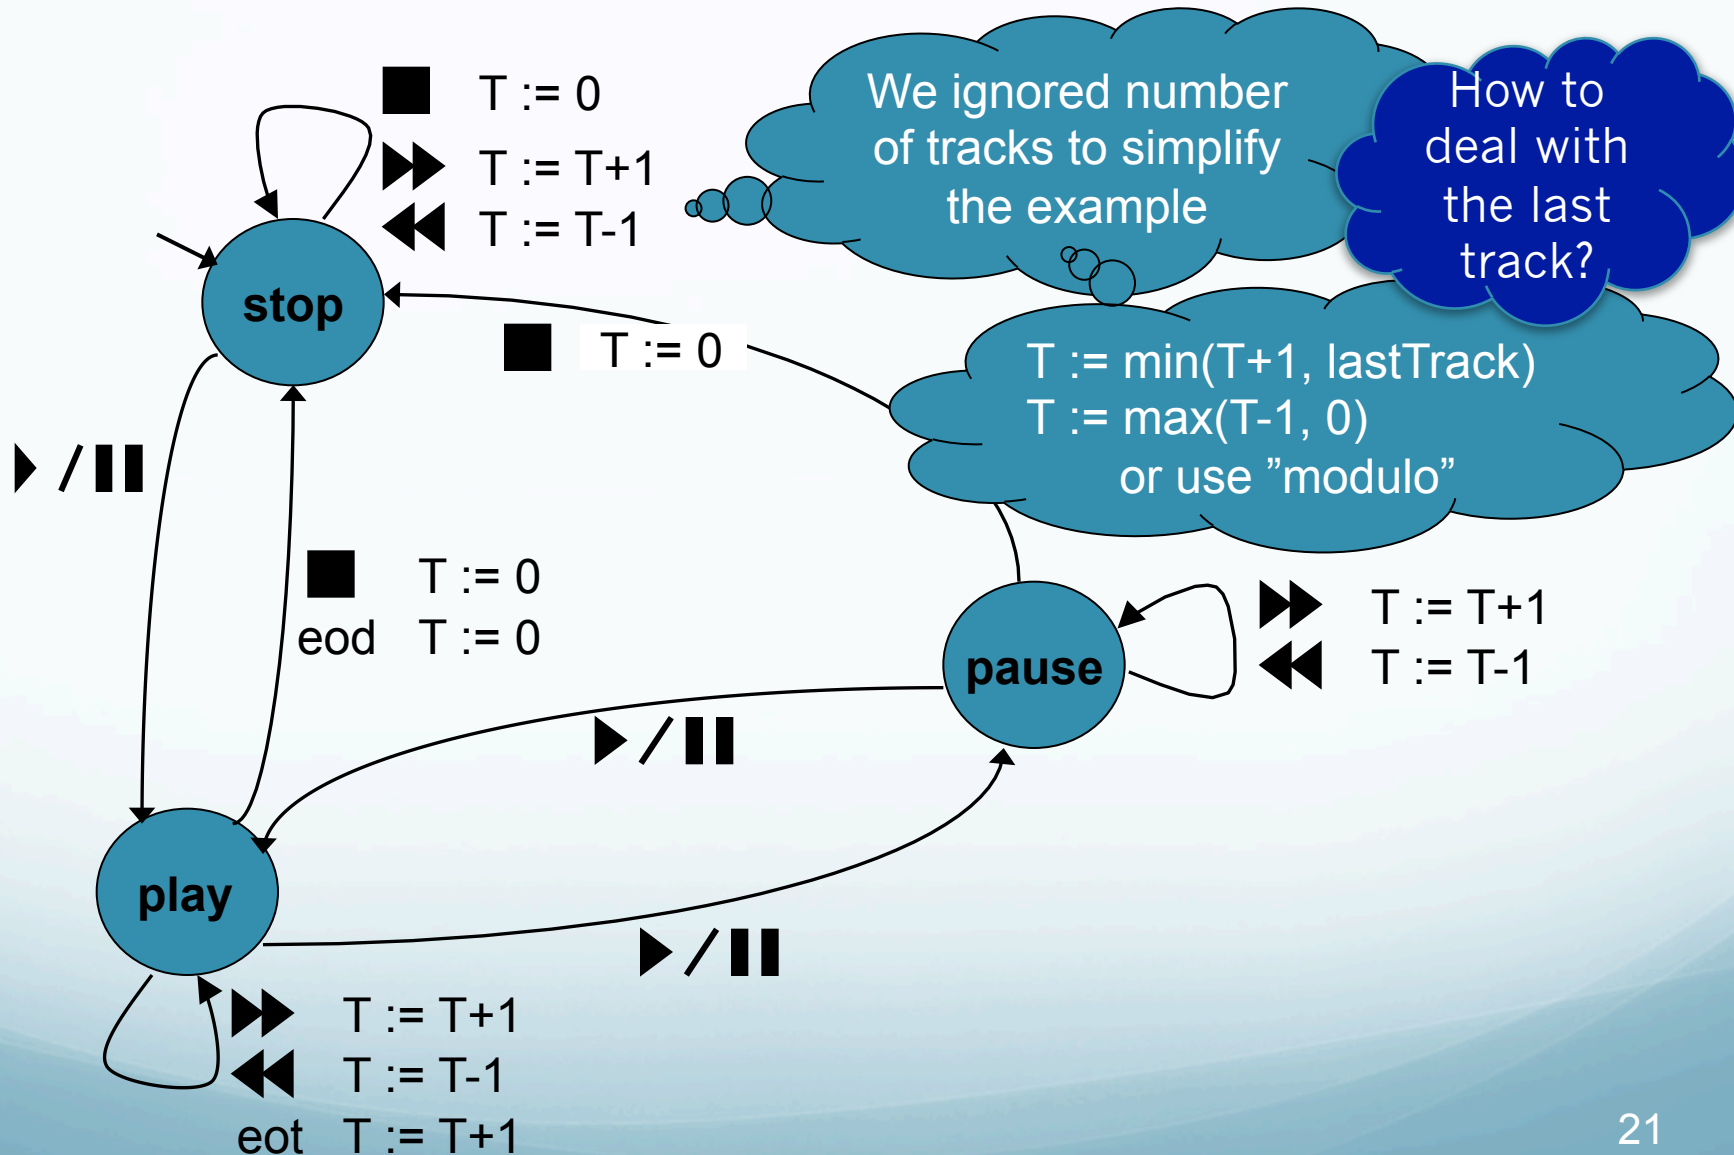 ■ T := 0
▶▶ T := T+1
◀◀ T := T-1
We ignored number
of tracks to simplify
the example
How to
deal with
the last
track?
stop
■ T := 0
T := min(T+1, lastTrack)
T := max(T-1, 0)
or use ”modulo”
▶ / ▮▮
■ T := 0
eod T := 0
pause
▶▶ T := T+1
◀◀ T := T-1
▶ / ▮▮
play
▶ / ▮▮
▶▶ T := T+1
◀◀ T := T-1
eot T := T+1
21